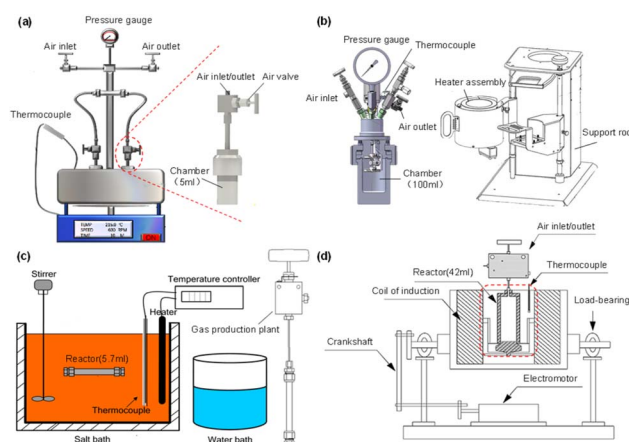 (a)
Pressure gauge
Air inlet
Air outlet
Thermocouple
Air inlet/outlet
Air valve
Chamber
(5ml)
(b)
Pressure gauge
Thermocouple
Air inlet
Air outlet
Heater assembly
Support rod
Chamber
(100ml)
(c)
Stirrer
Temperature controller
Heater
Gas production plant
Reactor(5.7ml)
Thermocouple
Salt bath
Water bath
(d)
Air inlet/outlet
Reactor(42ml)
Thermocouple
Coil of induction
Load-bearing
Crankshaft
Electromotor